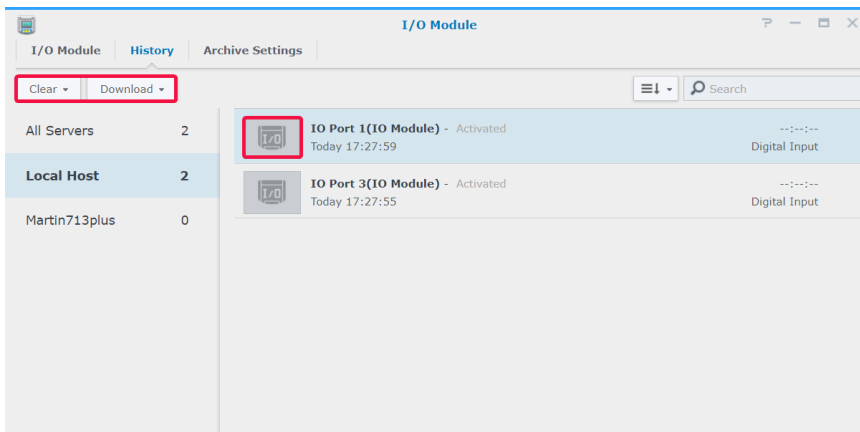 I/O Module
I/O Module History Archive Settings
Clear Download Search
All Servers 2
Local Host 2
Martin713plus 0
I/O IO Port 1(IO Module) - Activated --:--:--
Today 17:27:59 Digital Input
I/O IO Port 3(IO Module) - Activated --:--:--
Today 17:27:55 Digital Input